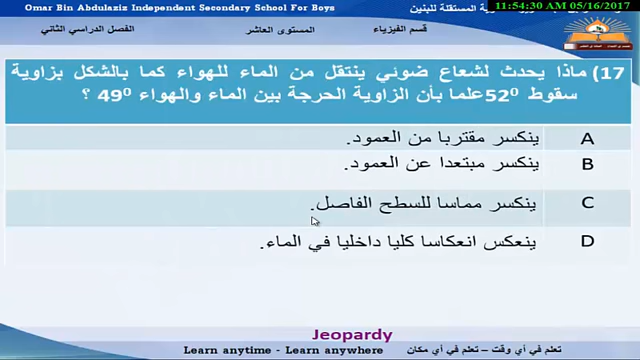 Omar Bin Abdulaziz Independent Secondary School For Boys
المستقلة للبنين
11:54:30 AM 05/16/2017
قسم الفيزياء
المستوى العاشر
الفصل الدراسي الثاني
17) ماذا يحدث لشعاع ضوئي ينتقل من الماء للهواء كما بالشكل بزاوية
سقوط 52⁰ علما بأن الزاوية الحرجة بين الماء والهواء 49⁰ ؟
A ينكسر مقتربا من العمود.
B ينكسر مبتعدا عن العمود.
C ينكسر مماسا للسطح الفاصل.
D ينعكس انعكاسا كليا داخليا في الماء.
Jeopardy
Learn anytime - Learn anywhere
تعلم في أي وقت – تعلم في أي مكان